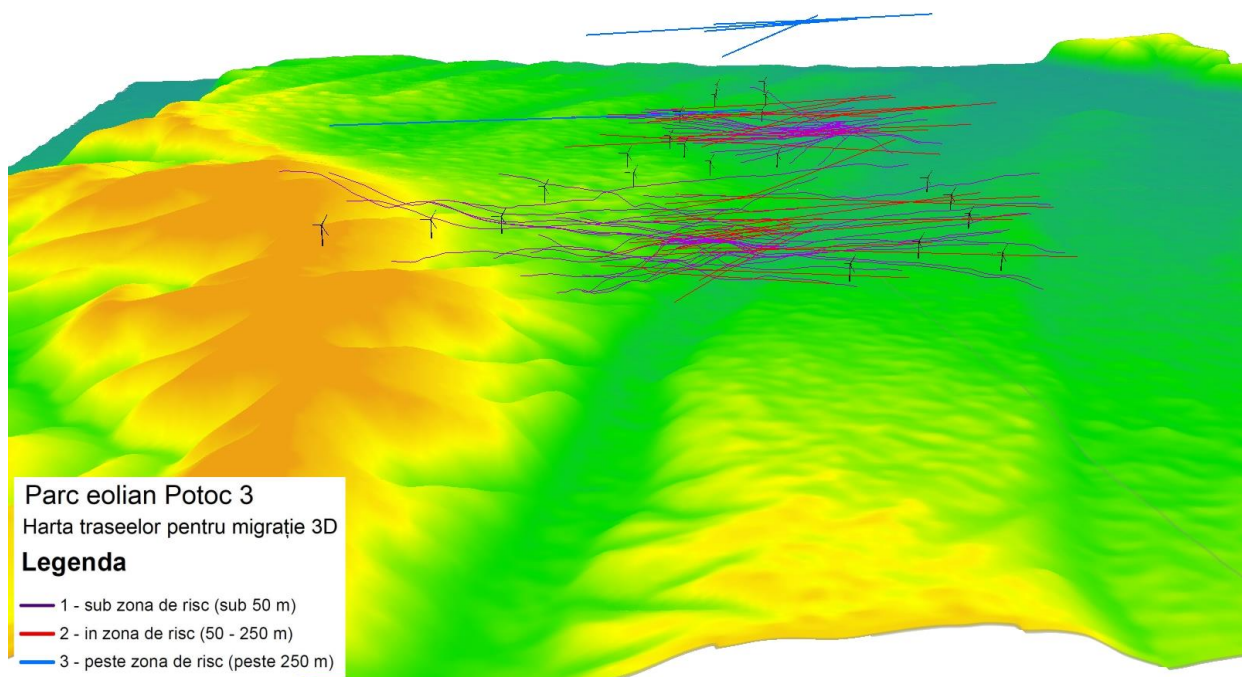 Parc eolian Potoc 3
Harta traseelor pentru migrație 3D
Legenda
1 - sub zona de risc (sub 50 m)
2 - in zona de risc (50 - 250 m)
3 - peste zona de risc (peste 250 m)